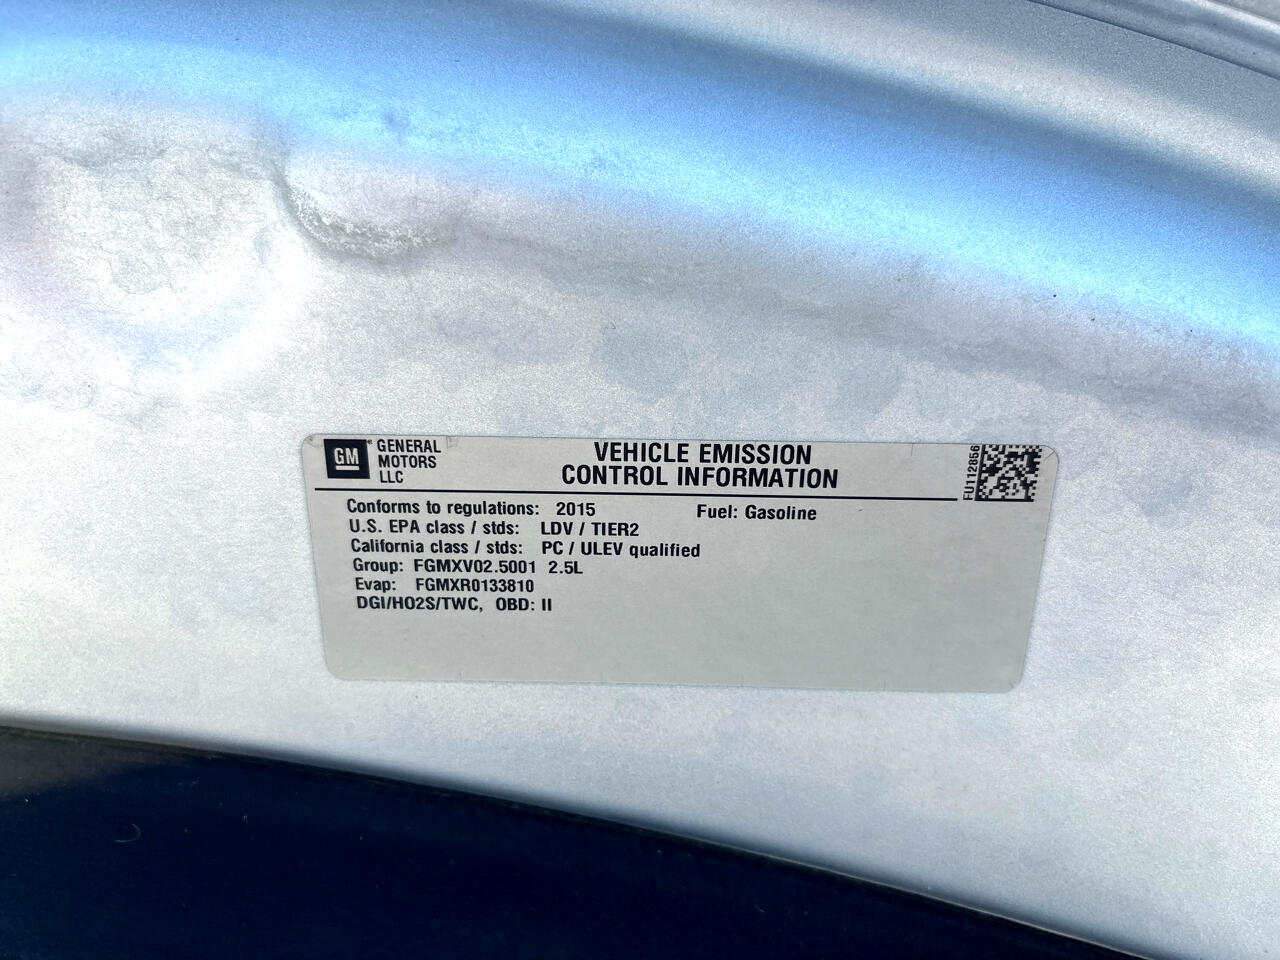 GM
GENERAL
MOTORS
LLC
VEHICLE EMISSION
CONTROL INFORMATION
FU112856
Conforms to regulations: 2015 Fuel: Gasoline
U.S. EPA class / stds: LDV / TIER2
California class / stds: PC / ULEV qualified
Group: FGMXV02.5001 2.5L
Evap: FGMXR0133810
DGI/HO2S/TWC, OBD: II